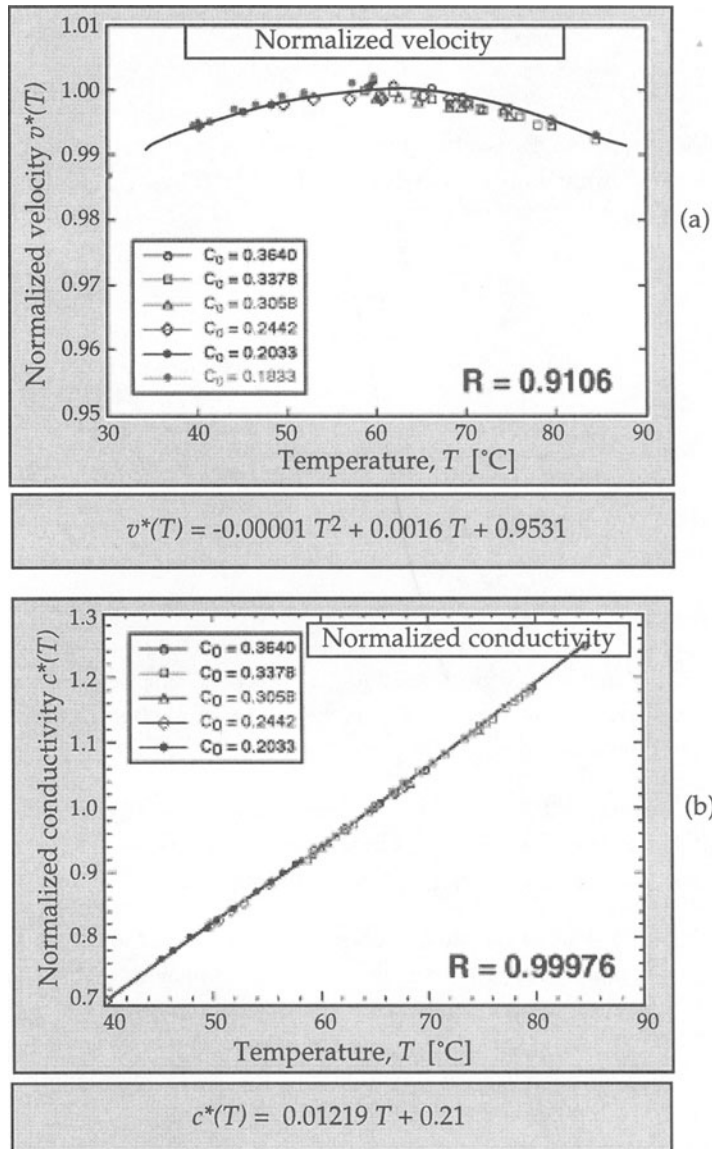 Normalized velocity
1.01
1.00
0.99
0.98
0.97
0.96
0.95
Normalized velocity v*(T)
C₀ = 0.3640
C₀ = 0.3378
C₀ = 0.3058
C₀ = 0.2442
C₀ = 0.2033
C₀ = 0.1833
R = 0.9106
30 40 50 60 70 80 90
Temperature, T [°C]
(a)
v*(T) = -0.00001 T² + 0.0016 T + 0.9531
Normalized conductivity
1.3
1.2
1.1
1.0
0.9
0.8
0.7
Normalized conductivity c*(T)
C₀ = 0.3640
C₀ = 0.3378
C₀ = 0.3058
C₀ = 0.2442
C₀ = 0.2033
R = 0.99976
40 50 60 70 80 90
Temperature, T [°C]
(b)
c*(T) = 0.01219 T + 0.21